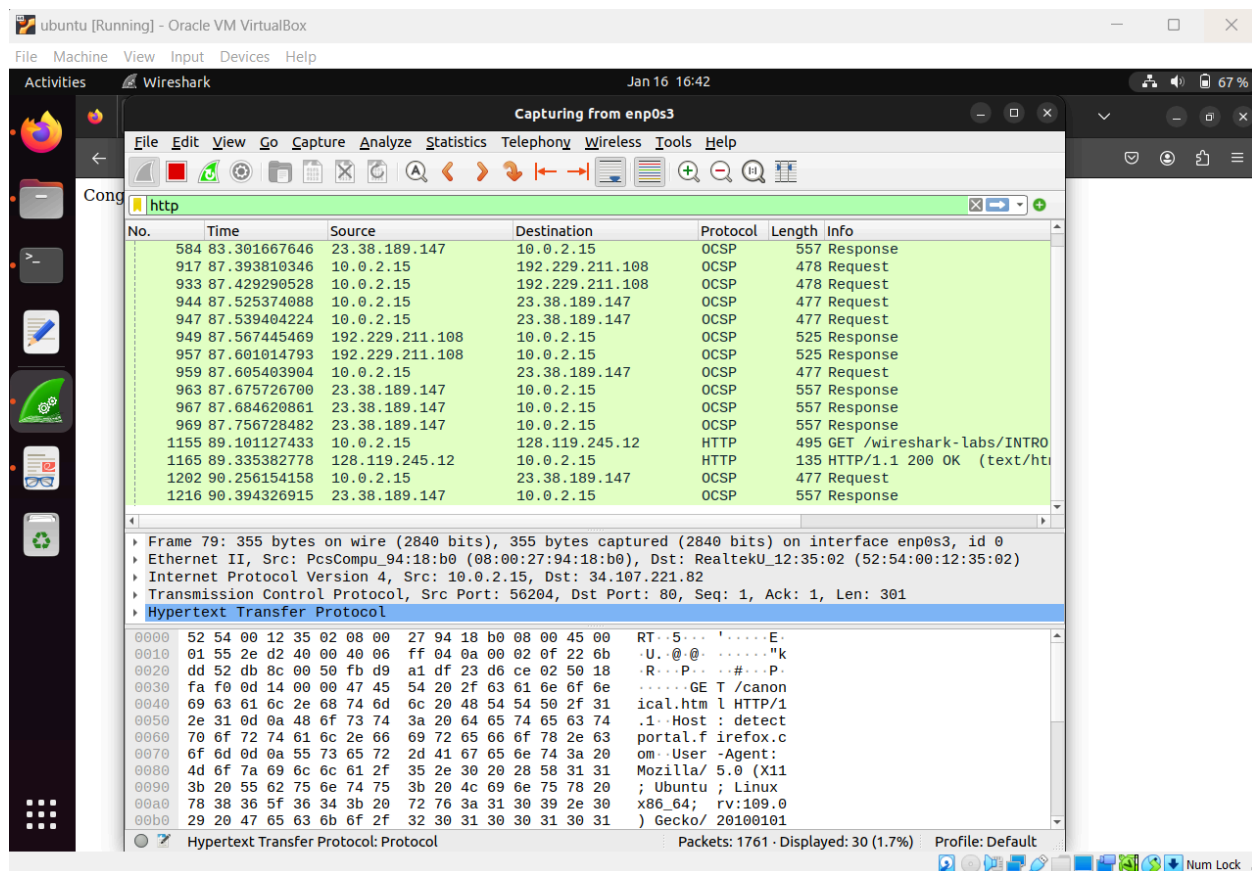 ubuntu [Running] - Oracle VM VirtualBox
File Machine View Input Devices Help
Activities Wireshark Jan 16 16:42 67 %
Capturing from enp0s3
File Edit View Go Capture Analyze Statistics Telephony Wireless Tools Help
Cong
http
No. Time Source Destination Protocol Length Info
584 83.301667646 23.38.189.147 10.0.2.15 OCSP 557 Response
917 87.393810346 10.0.2.15 192.229.211.108 OCSP 478 Request
933 87.429290528 10.0.2.15 192.229.211.108 OCSP 478 Request
944 87.525374088 10.0.2.15 23.38.189.147 OCSP 477 Request
947 87.539404224 10.0.2.15 23.38.189.147 OCSP 477 Request
949 87.567445469 192.229.211.108 10.0.2.15 OCSP 525 Response
957 87.601014793 192.229.211.108 10.0.2.15 OCSP 525 Response
959 87.605403904 10.0.2.15 23.38.189.147 OCSP 477 Request
963 87.675726700 23.38.189.147 10.0.2.15 OCSP 557 Response
967 87.684620861 23.38.189.147 10.0.2.15 OCSP 557 Response
969 87.756728482 23.38.189.147 10.0.2.15 OCSP 557 Response
1155 89.101127433 10.0.2.15 128.119.245.12 HTTP 495 GET /wireshark-labs/INTRO
1165 89.335382778 128.119.245.12 10.0.2.15 HTTP 135 HTTP/1.1 200 OK (text/ht
1202 90.256154158 10.0.2.15 23.38.189.147 OCSP 477 Request
1216 90.394326915 23.38.189.147 10.0.2.15 OCSP 557 Response
Frame 79: 355 bytes on wire (2840 bits), 355 bytes captured (2840 bits) on interface enp0s3, id 0
Ethernet II, Src: PcsCompu_94:18:b0 (08:00:27:94:18:b0), Dst: RealtekU_12:35:02 (52:54:00:12:35:02)
Internet Protocol Version 4, Src: 10.0.2.15, Dst: 34.107.221.82
Transmission Control Protocol, Src Port: 56204, Dst Port: 80, Seq: 1, Ack: 1, Len: 301
Hypertext Transfer Protocol
0000 52 54 00 12 35 02 08 00 27 94 18 b0 08 00 45 00 RT··5··· '·····E·
0010 01 55 2e d2 40 00 40 06 ff 04 0a 00 02 0f 22 6b ·U.·@·@· ······"k
0020 dd 52 db 8c 00 50 fb d9 a1 df 23 d6 ce 02 50 18 ·R···P·· ··#···P·
0030 fa f0 0d 14 00 00 47 45 54 20 2f 63 61 6e 6f 6e ······GE T /canon
0040 69 63 61 6c 2e 68 74 6d 6c 20 48 54 54 50 2f 31 ical.htm l HTTP/1
0050 2e 31 0d 0a 48 6f 73 74 3a 20 64 65 74 65 63 74 .1··Host : detect
0060 70 6f 72 74 61 6c 2e 66 69 72 65 66 6f 78 2e 63 portal.f irefox.c
0070 6f 6d 0d 0a 55 73 65 72 2d 41 67 65 6e 74 3a 20 om··User -Agent:
0080 4d 6f 7a 69 6c 6c 61 2f 35 2e 30 20 28 58 31 31 Mozilla/ 5.0 (X11
0090 3b 20 55 62 75 6e 74 75 3b 20 4c 69 6e 75 78 20 ; Ubuntu ; Linux
00a0 78 38 36 5f 36 34 3b 20 72 76 3a 31 30 39 2e 30 x86_64; rv:109.0
00b0 29 20 47 65 63 6b 6f 2f 32 30 31 30 30 31 30 31 ) Gecko/ 20100101
Hypertext Transfer Protocol: Protocol Packets: 1761 · Displayed: 30 (1.7%) Profile: Default
Num Lock